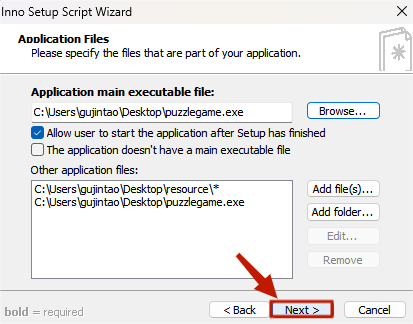 Inno Setup Script Wizard
Application Files
Please specify the files that are part of your application.
Application main executable file:
C:\Users\gujintao\Desktop\puzzlegame.exe
Browse...
Allow user to start the application after Setup has finished
The application doesn't have a main executable file
Other application files:
C:\Users\gujintao\Desktop\resource\*
C:\Users\gujintao\Desktop\puzzlegame.exe
Add file(s)...
Add folder...
Edit...
Remove
bold = required
< Back
Next >
Cancel